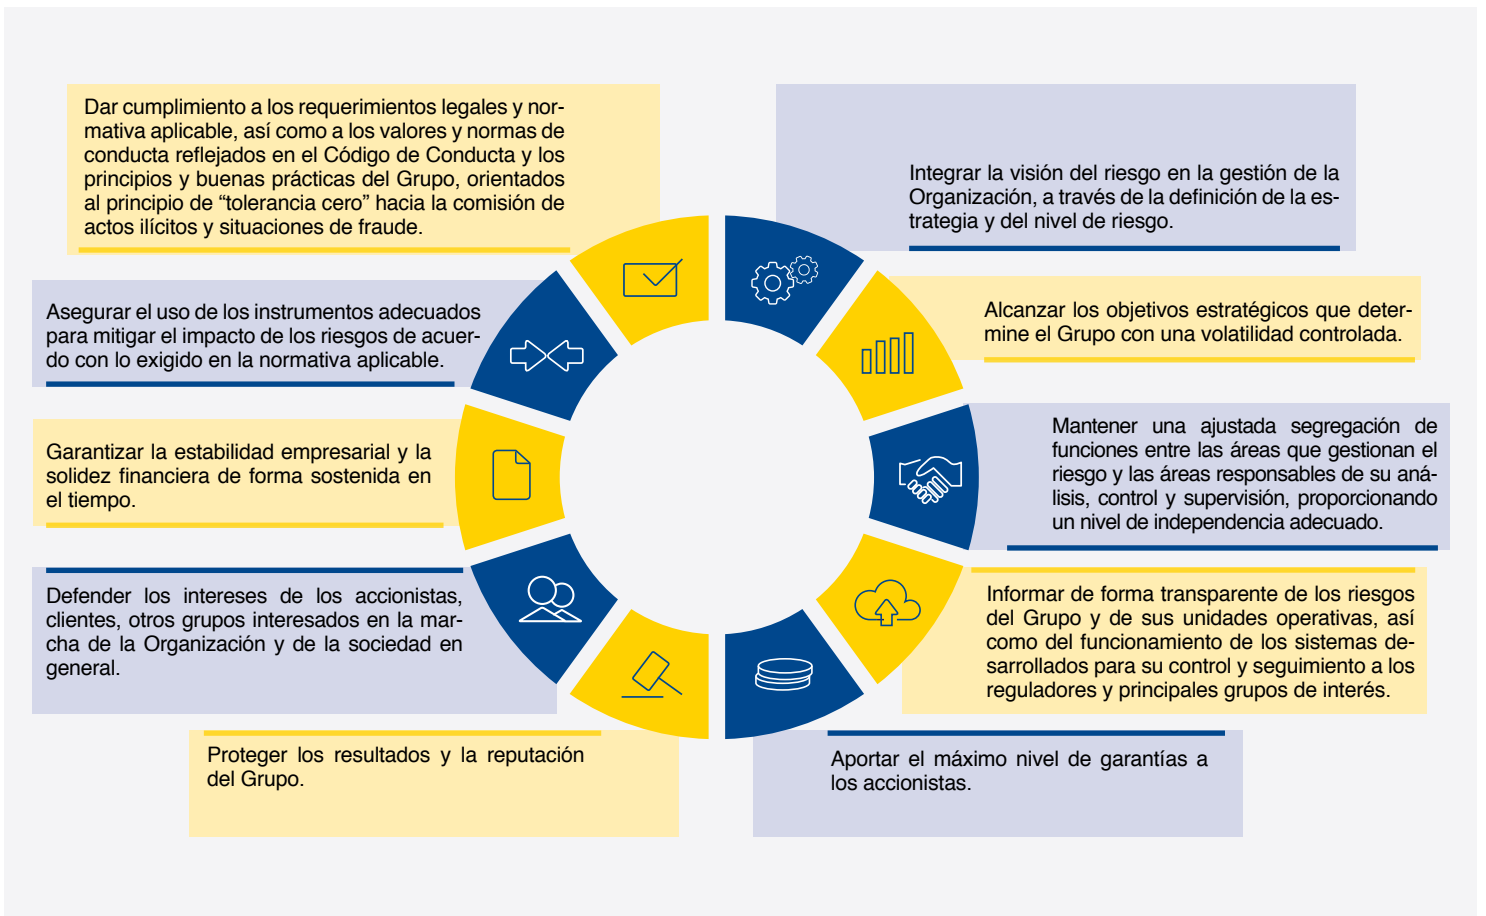 Dar cumplimiento a los requerimientos legales y nor-
mativa aplicable, así como a los valores y normas de
conducta reflejados en el Código de Conducta y los
principios y buenas prácticas del Grupo, orientados
al principio de “tolerancia cero” hacia la comisión de
actos ilícitos y situaciones de fraude.
Integrar la visión del riesgo en la gestión de la
Organización, a través de la definición de la es-
trategia y del nivel de riesgo.
Asegurar el uso de los instrumentos adecuados
para mitigar el impacto de los riesgos de acuer-
do con lo exigido en la normativa aplicable.
Alcanzar los objetivos estratégicos que deter-
mine el Grupo con una volatilidad controlada.
Garantizar la estabilidad empresarial y la
solidez financiera de forma sostenida en
el tiempo.
Mantener una ajustada segregación de
funciones entre las áreas que gestionan el
riesgo y las áreas responsables de su aná-
lisis, control y supervisión, proporcionando
un nivel de independencia adecuado.
Defender los intereses de los accionistas,
clientes, otros grupos interesados en la mar-
cha de la Organización y de la sociedad en
general.
Informar de forma transparente de los riesgos
del Grupo y de sus unidades operativas, así
como del funcionamiento de los sistemas de-
sarrollados para su control y seguimiento a los
reguladores y principales grupos de interés.
Proteger los resultados y la reputación
del Grupo.
Aportar el máximo nivel de garantías a
los accionistas.